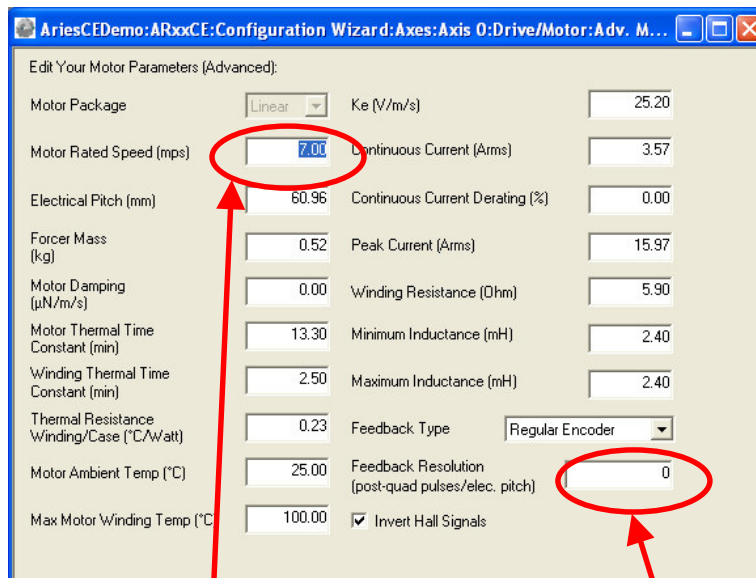 AriesCEDemo:ARxxCE:Configuration Wizard:Axes:Axis 0:Drive/Motor:Adv. M...
Edit Your Motor Parameters (Advanced):
Motor Package
Linear
Motor Rated Speed (mps)
7.00
Electrical Pitch (mm)
60.96
Forcer Mass
(kg)
0.52
Motor Damping
(µN/m/s)
0.00
Motor Thermal Time
Constant (min)
13.30
Winding Thermal Time
Constant (min)
2.50
Thermal Resistance
Winding/Case (°C/Watt)
0.23
Motor Ambient Temp (°C)
25.00
Max Motor Winding Temp (°C
100.00
Ke (V/m/s)
25.20
Continuous Current (Arms)
3.57
Continuous Current Derating (%)
0.00
Peak Current (Arms)
15.97
Winding Resistance (Ohm)
5.90
Minimum Inductance (mH)
2.40
Maximum Inductance (mH)
2.40
Feedback Type
Regular Encoder
Feedback Resolution
(post-quad pulses/elec. pitch)
0
Invert Hall Signals